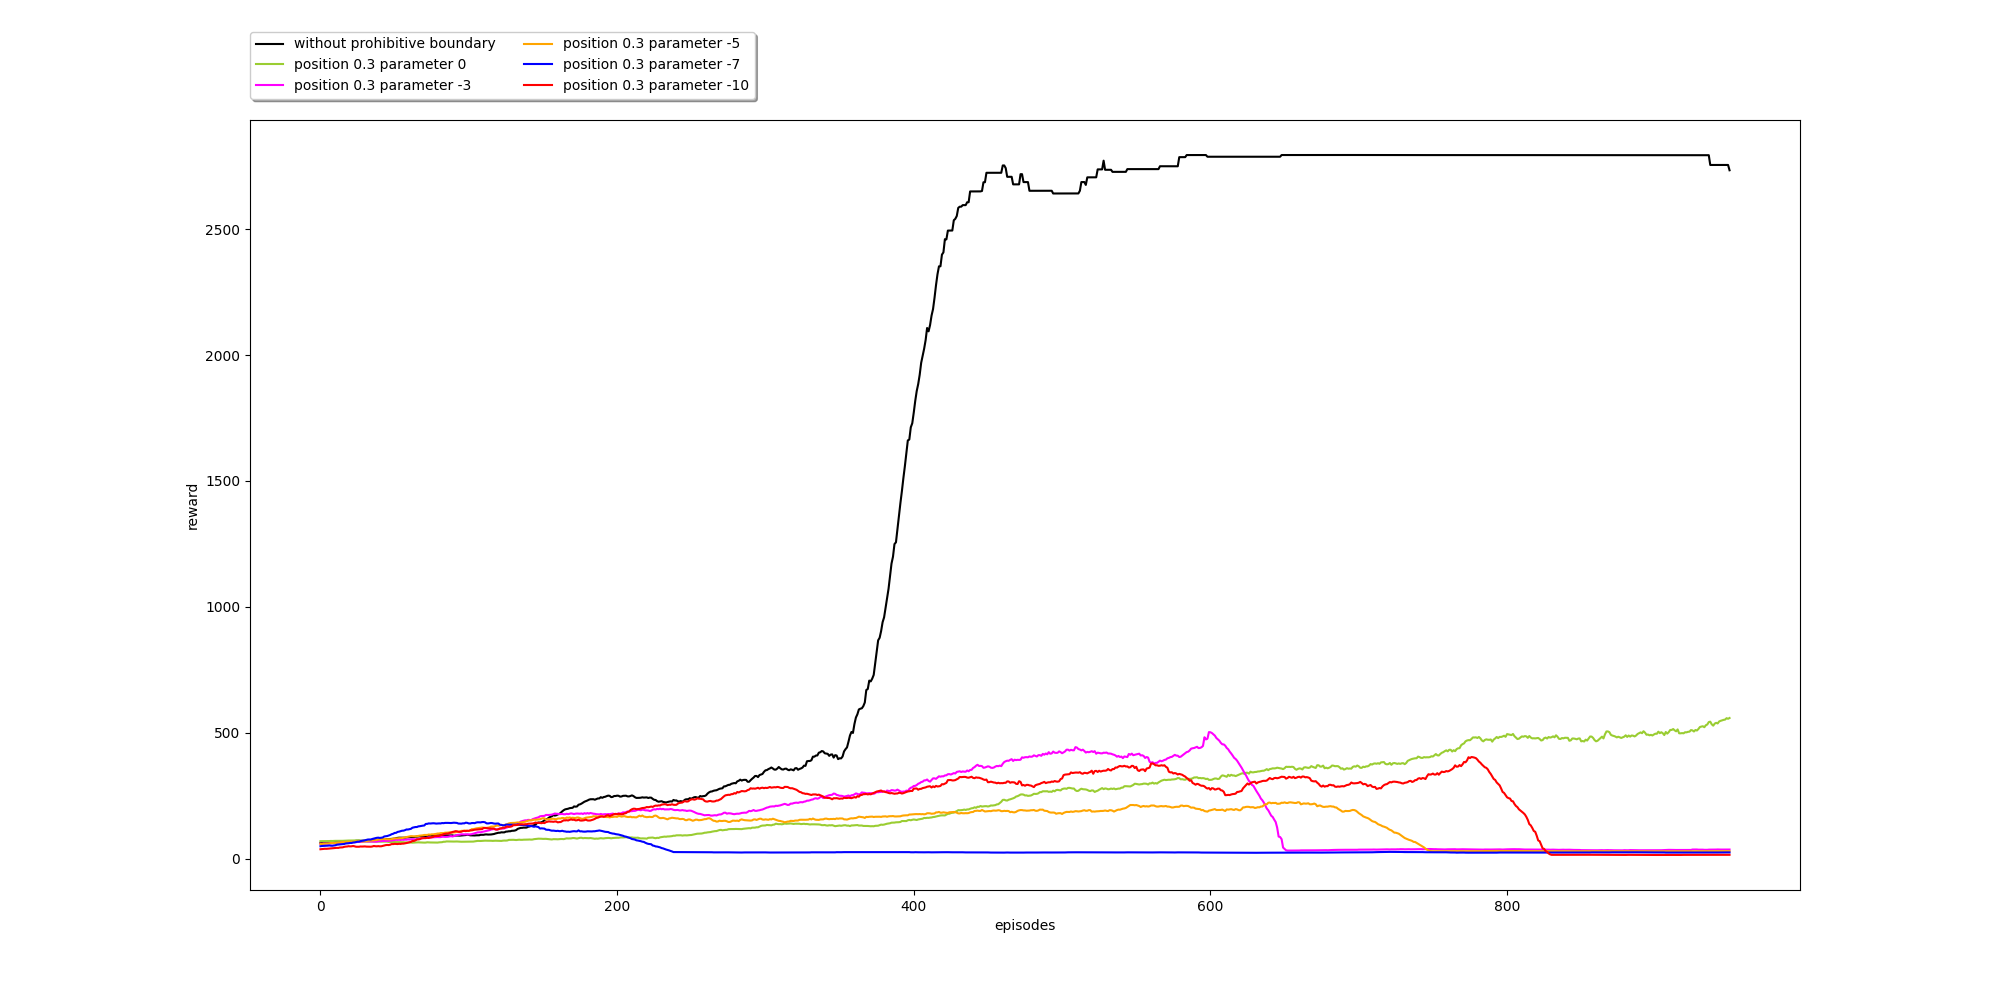 without prohibitive boundary
position 0.3 parameter 0
position 0.3 parameter -3
position 0.3 parameter -5
position 0.3 parameter -7
position 0.3 parameter -10
2500
2000
1500
1000
500
0
reward
0 200 400 600 800
episodes